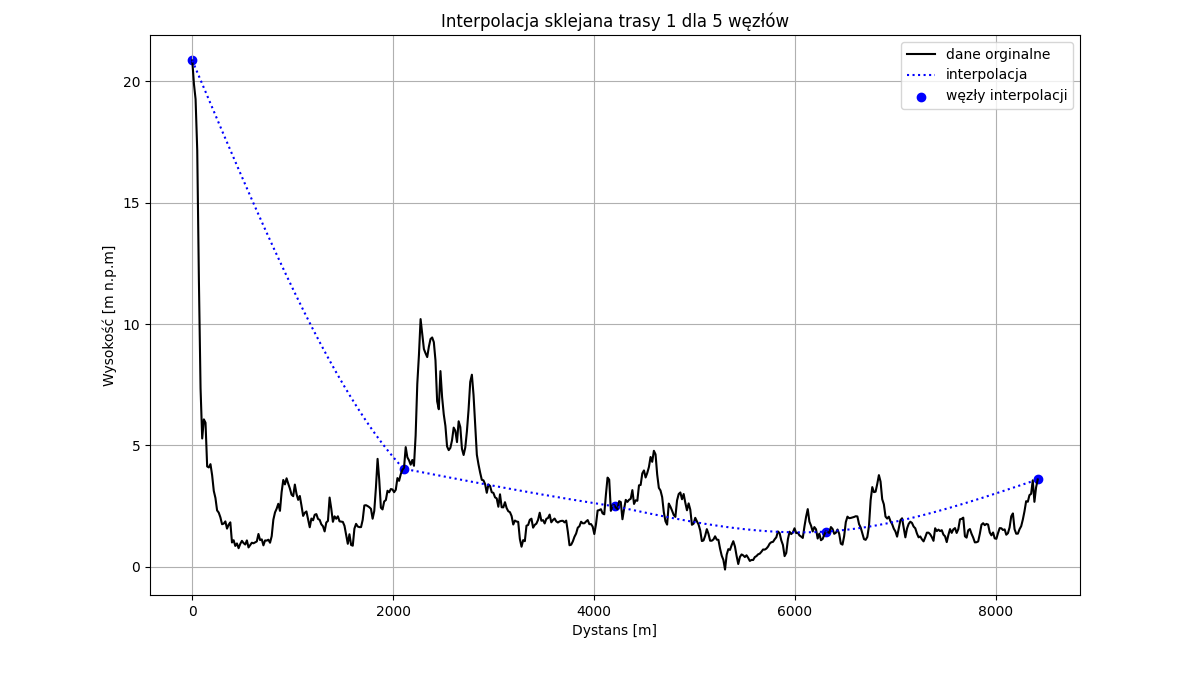 Interpolacja sklejana trasy 1 dla 5 węzłów
dane orginalne
interpolacja
węzły interpolacji
Wysokość [m n.p.m]
20
15
10
5
0
0 2000 4000 6000 8000
Dystans [m]